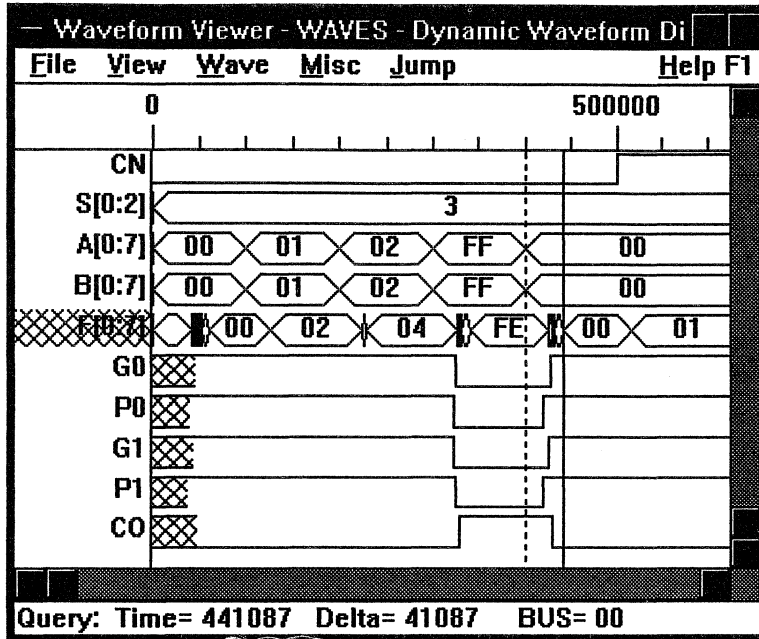 Waveform Viewer - WAVES - Dynamic Waveform Di
File View Wave Misc Jump Help F1
0 500000
CN
S[0:2] 3
A[0:7] 00 01 02 FF 00
B[0:7] 00 01 02 FF 00
F[0:7] 00 02 04 FE 00 01
G0
P0
G1
P1
CO
Query: Time= 441087 Delta= 41087 BUS= 00